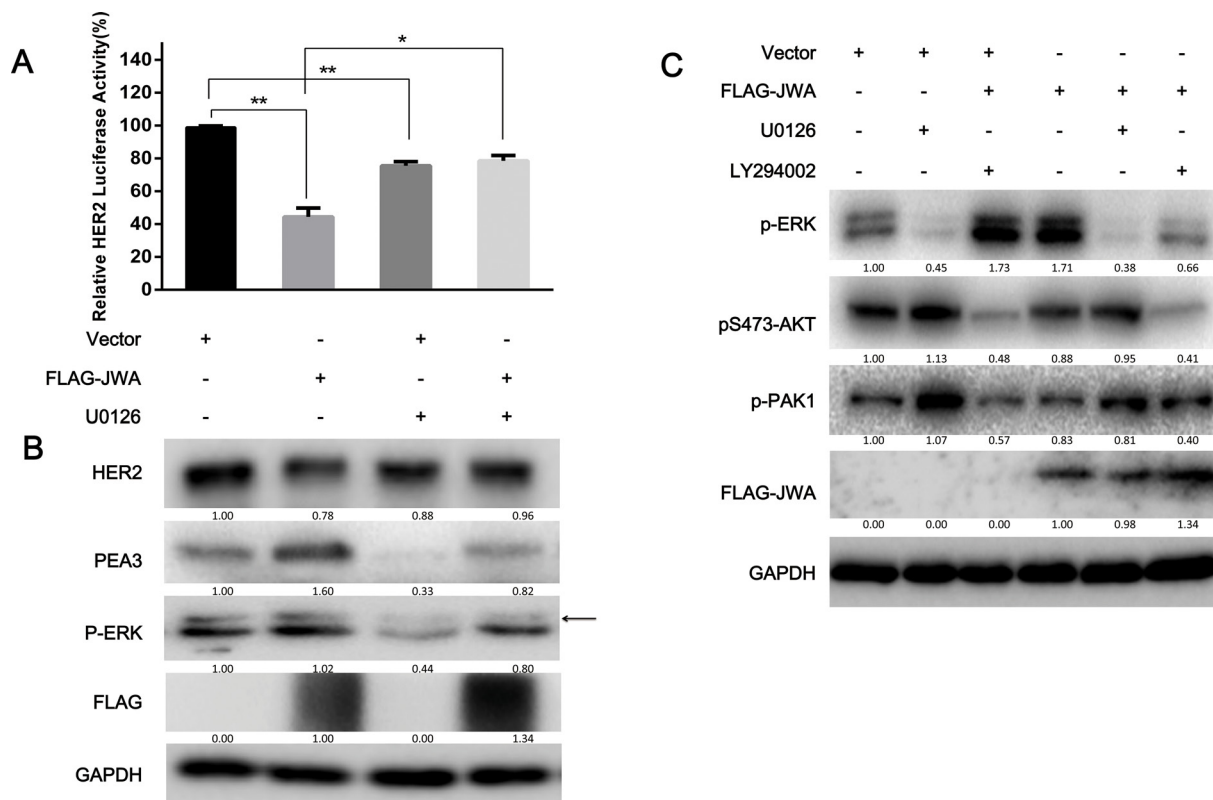 A
Relative HER2 Luciferase Activity(%)
140
120
100
80
60
40
20
0
**
**
*
Vector + - + -
FLAG-JWA - + - +
U0126 - - + +
B
HER2
1.00 0.78 0.88 0.96
PEA3
1.00 1.60 0.33 0.82
P-ERK
1.00 1.02 0.44 0.80
FLAG
0.00 1.00 0.00 1.34
GAPDH
C
Vector + + + - - -
FLAG-JWA - - + + + +
U0126 - + - - + -
LY294002 - - + - - +
p-ERK
1.00 0.45 1.73 1.71 0.38 0.66
pS473-AKT
1.00 1.13 0.48 0.88 0.95 0.41
p-PAK1
1.00 1.07 0.57 0.83 0.81 0.40
FLAG-JWA
0.00 0.00 0.00 1.00 0.98 1.34
GAPDH